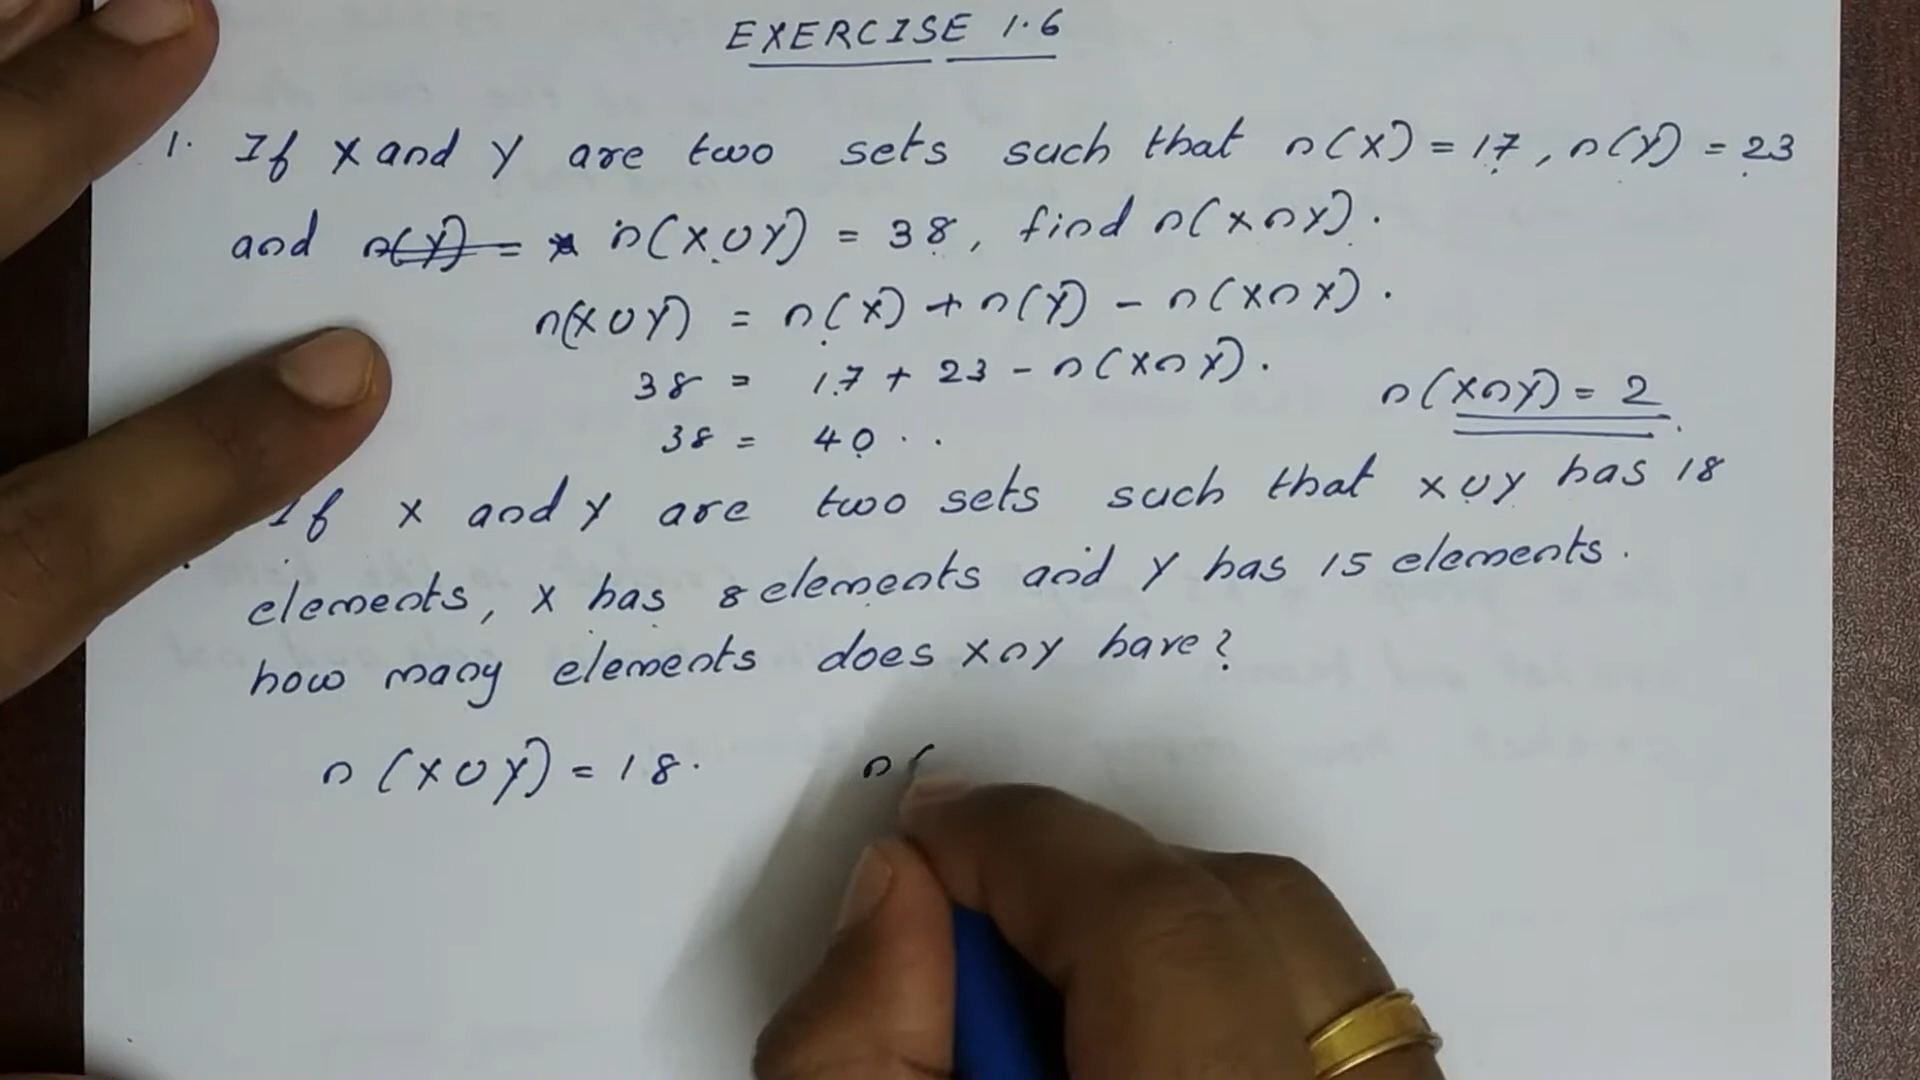 EXERCISE 1.6
1. If X and Y are two sets such that n(X) = 17, n(Y) = 23
and n(Y) = n(X∪Y) = 38, find n(X∩Y).
n(X∪Y) = n(X) + n(Y) - n(X∩Y).
38 = 17 + 23 - n(X∩Y).
n(X∩Y) = 2
38 = 40 . .
If X and Y are two sets such that X∪Y has 18
elements, X has 8 elements and Y has 15 elements.
how many elements does X∩Y have?
n(X∪Y) = 18. n(